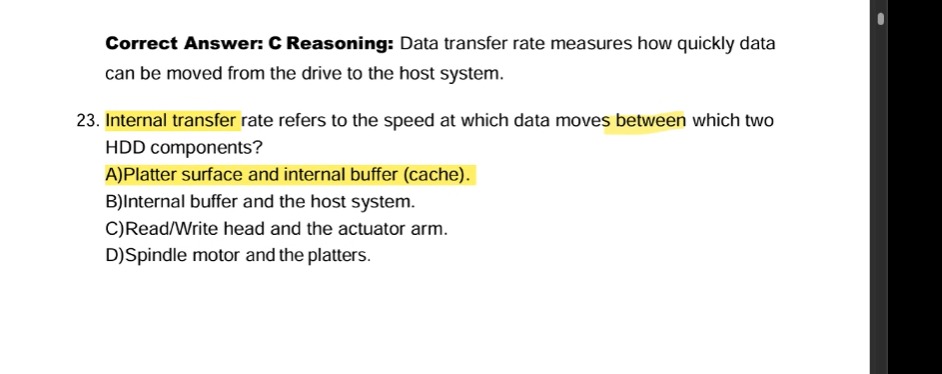 Correct Answer: C Reasoning: Data transfer rate measures how quickly data
can be moved from the drive to the host system.
23. Internal transfer rate refers to the speed at which data moves between which two
HDD components?
A)Platter surface and internal buffer (cache).
B)Internal buffer and the host system.
C)Read/Write head and the actuator arm.
D)Spindle motor and the platters.